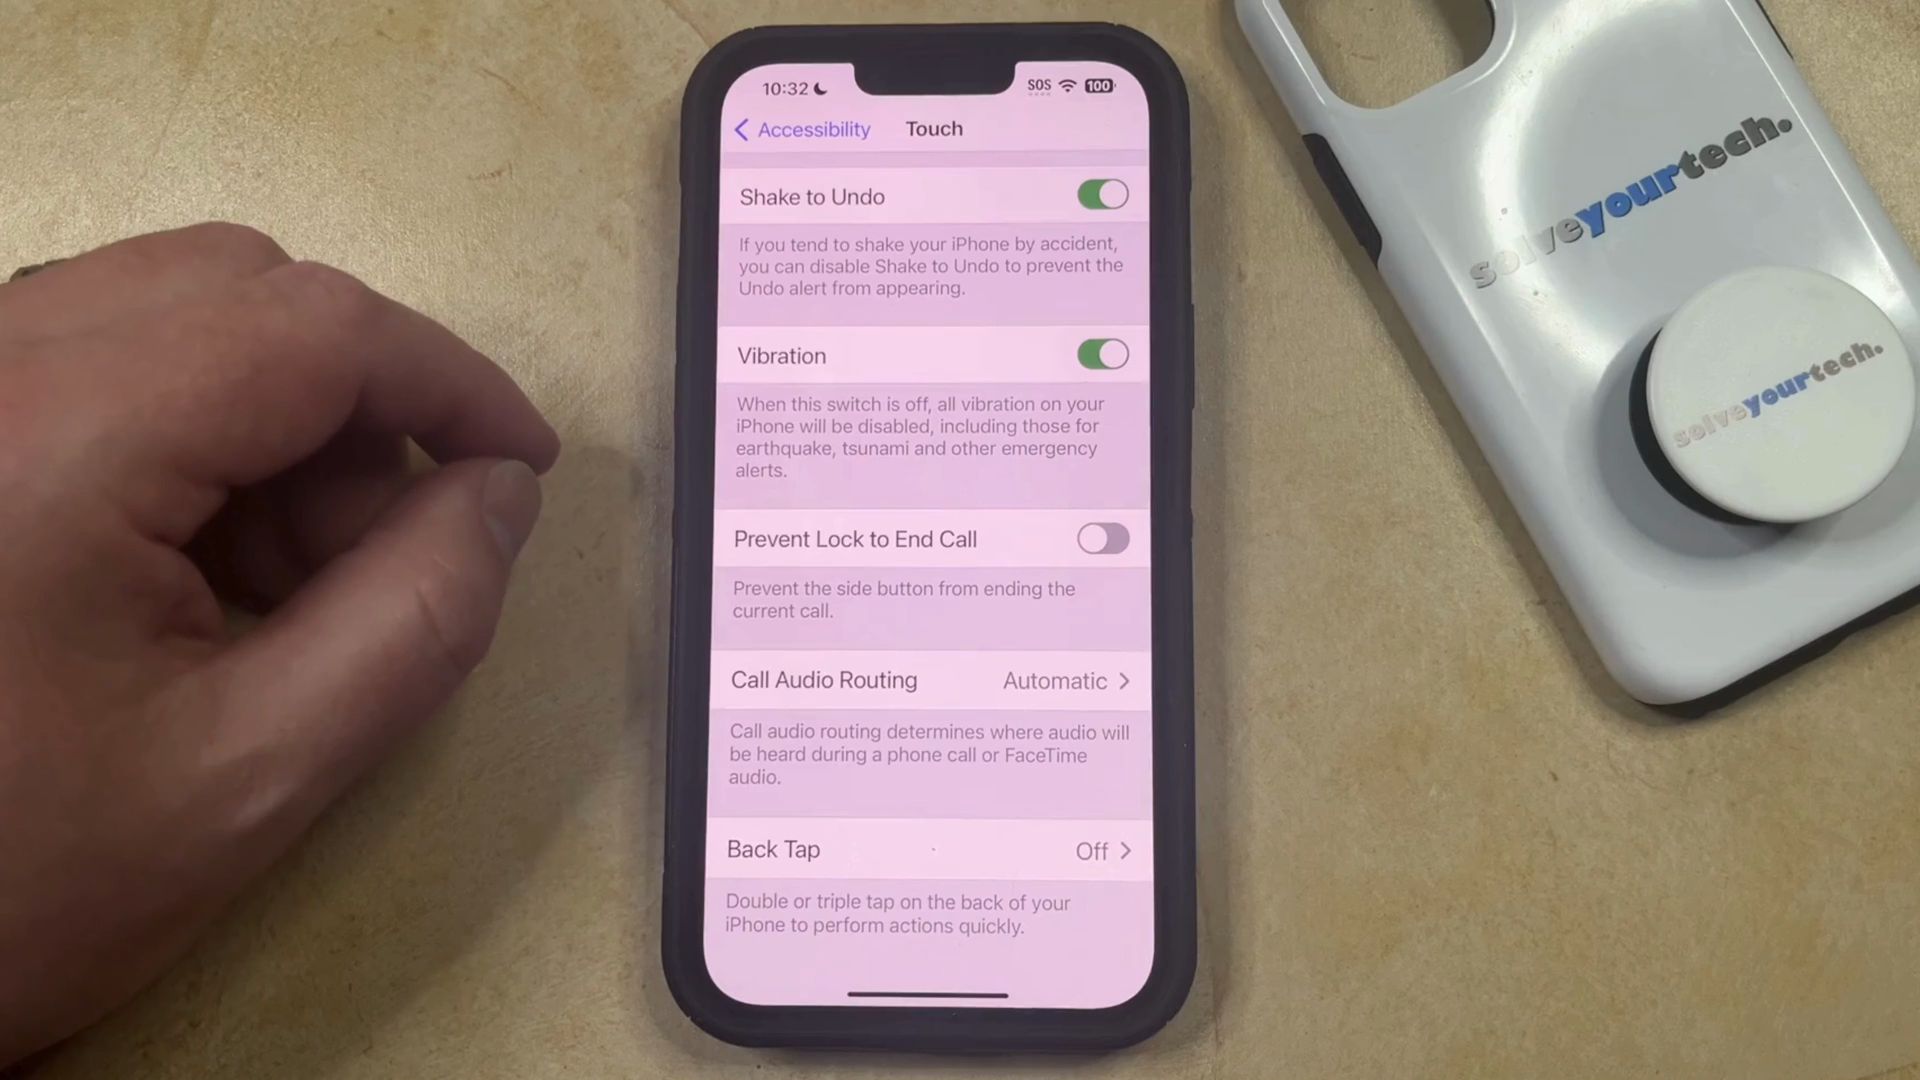 10:32
SOS
100
Accessibility
Touch
Shake to Undo
If you tend to shake your iPhone by accident,
you can disable Shake to Undo to prevent the
Undo alert from appearing.
Vibration
When this switch is off, all vibration on your
iPhone will be disabled, including those for
earthquake, tsunami and other emergency
alerts.
Prevent Lock to End Call
Prevent the side button from ending the
current call.
Call Audio Routing
Automatic
Call audio routing determines where audio will
be heard during a phone call or FaceTime
audio.
Back Tap
Off
Double or triple tap on the back of your
iPhone to perform actions quickly.
solveyourtech.
solveyourtech.